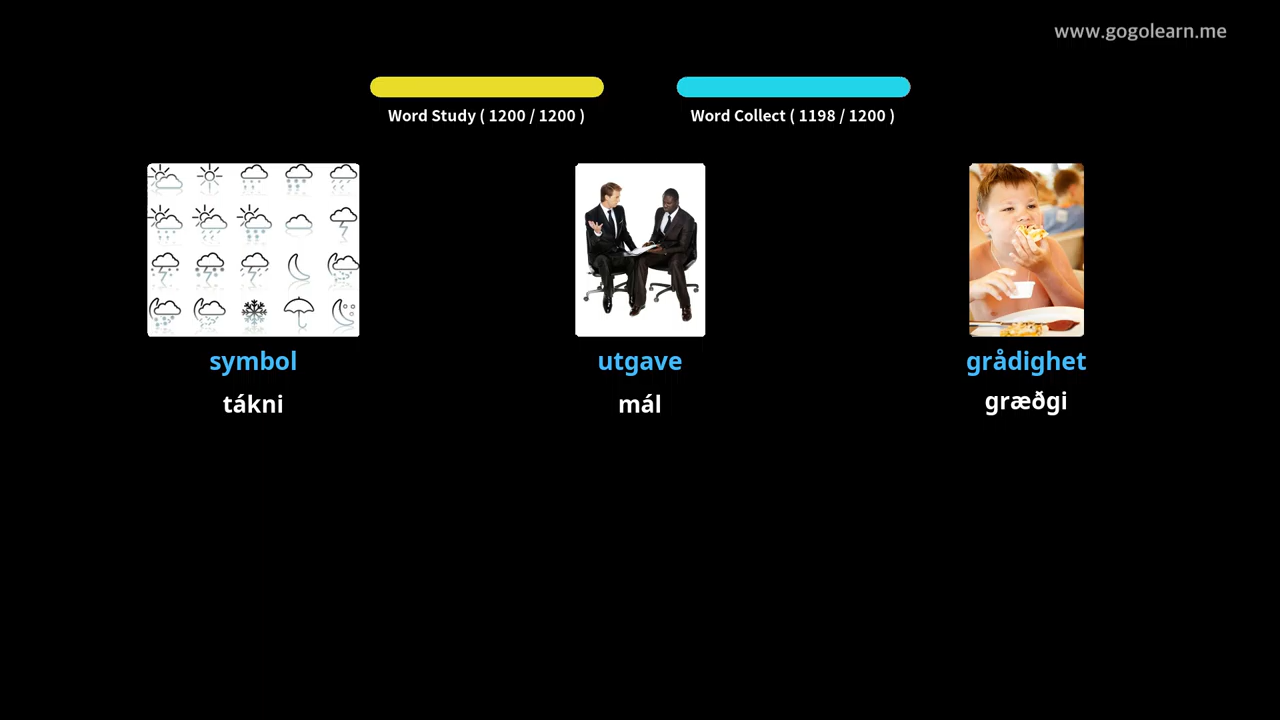 www.gogolearn.me
Word Study ( 1200 / 1200 )
Word Collect ( 1198 / 1200 )
symbol
utgave
grådighet
tákni
mál
græðgi